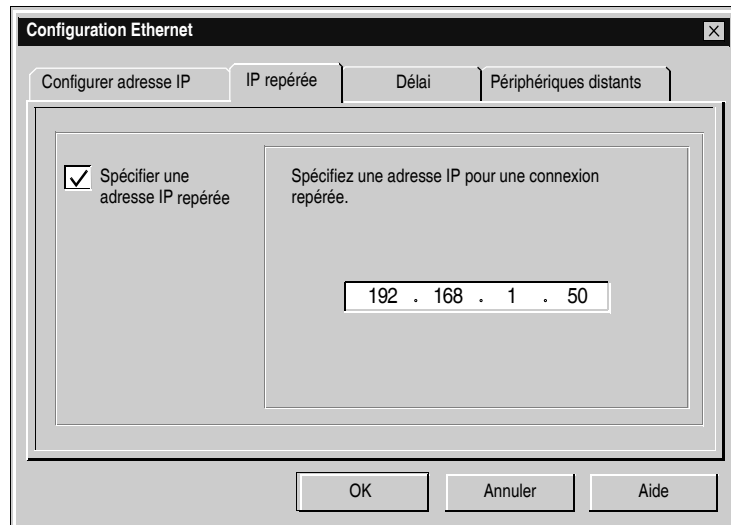 Configuration Ethernet
Configurer adresse IP
IP repérée
Délai
Périphériques distants
Spécifier une
adresse IP repérée
Spécifiez une adresse IP pour une connexion
repérée.
192 . 168 . 1 . 50
OK
Annuler
Aide